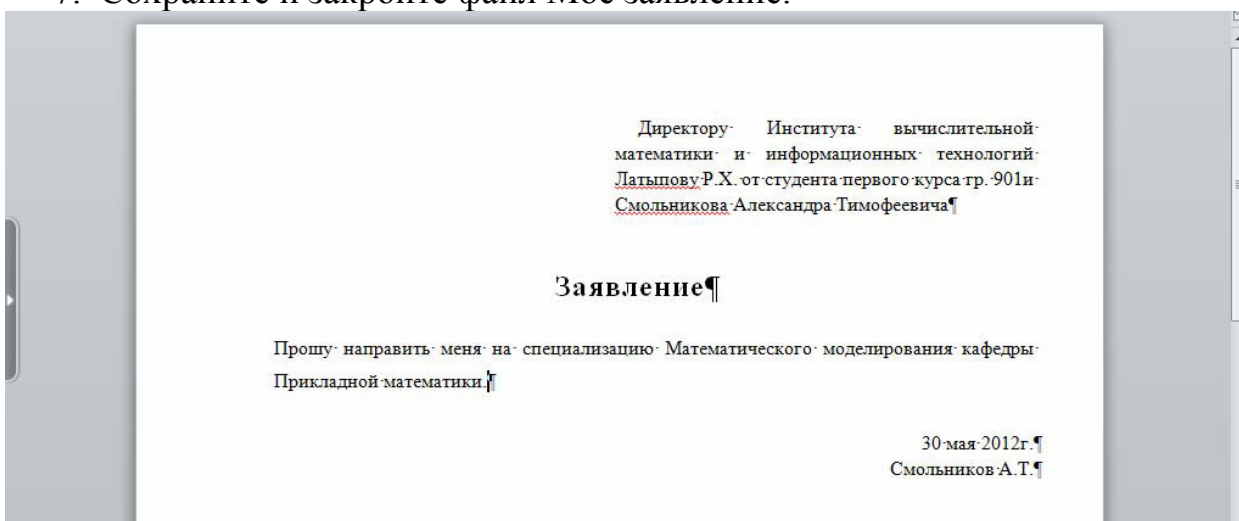 7. Сохраните и закройте файл Мое заявление.
Директору Института вычислительной
математики и информационных технологий
Латыпову Р.Х. от студента первого курса гр. 901и
Смольникова Александра Тимофеевича¶
Заявление¶
Прошу направить меня на специализацию Математического моделирования кафедры
Прикладной математики.¶
30 мая 2012г.¶
Смольников А.Т.¶